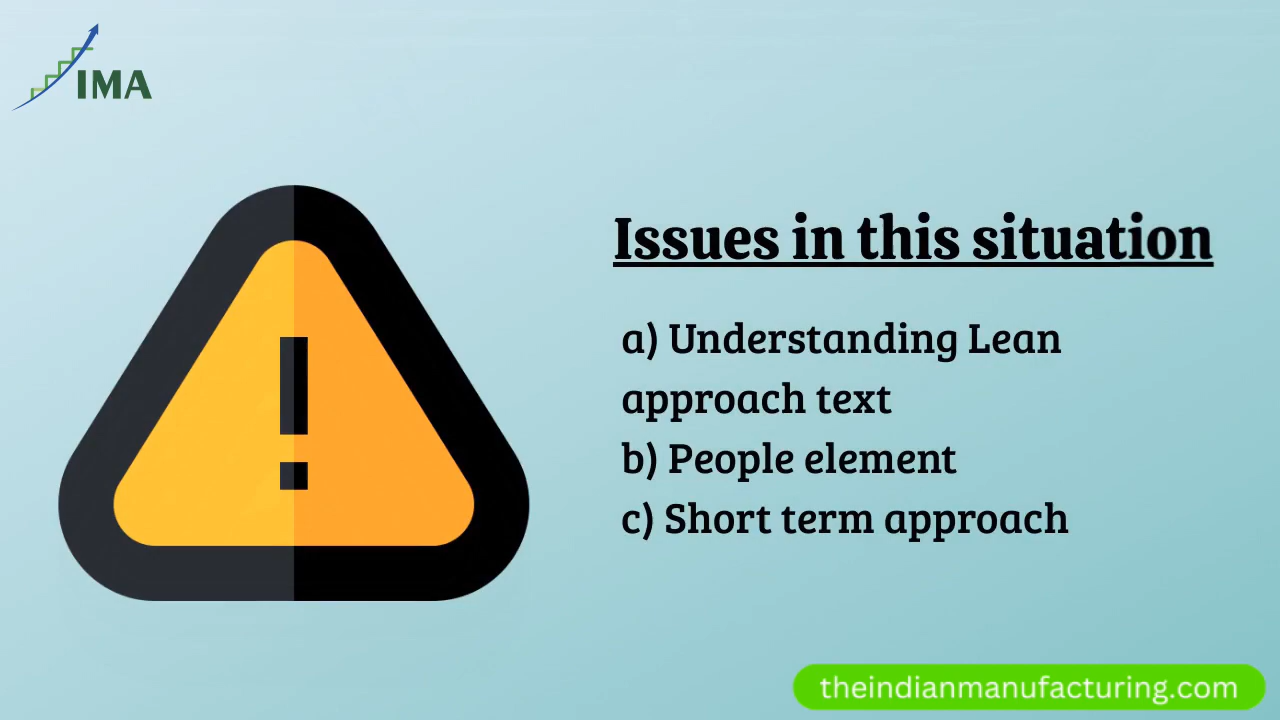 IMA
Issues in this situation
a) Understanding Lean
approach text
b) People element
c) Short term approach
theindianmanufacturing.com